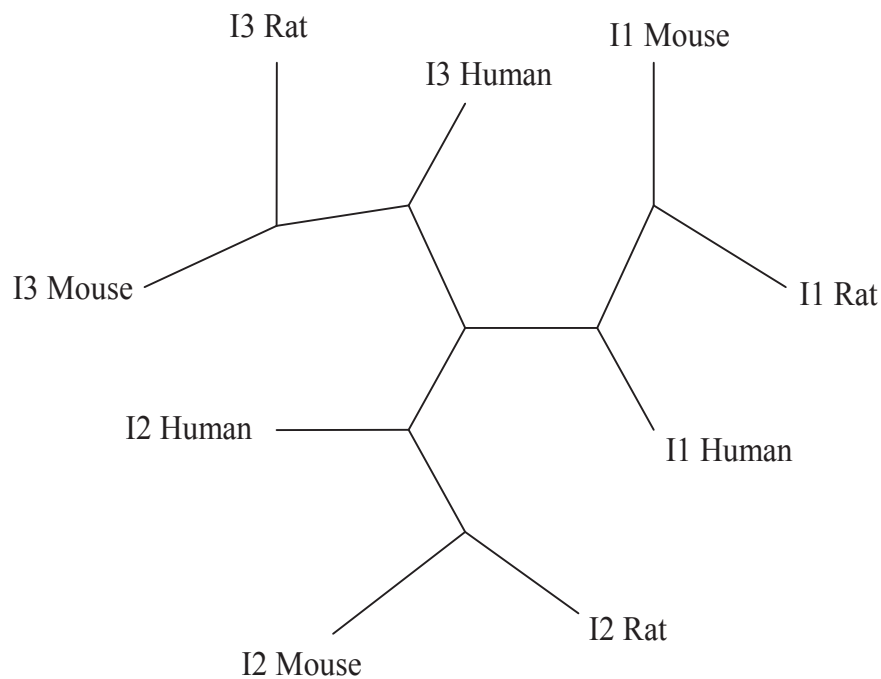 I3 Rat
I1 Mouse
I3 Human
I3 Mouse
I1 Rat
I2 Human
I1 Human
I2 Rat
I2 Mouse